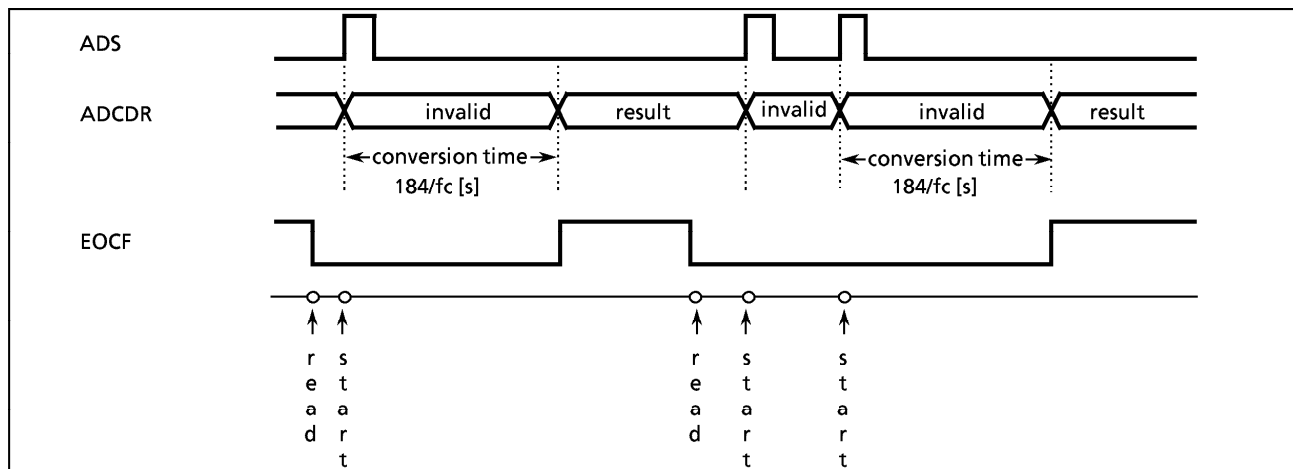 ADS
ADCDR
invalid
result
invalid
invalid
result
conversion time
184/fc [s]
conversion time
184/fc [s]
EOCF
read
start
read
start
start